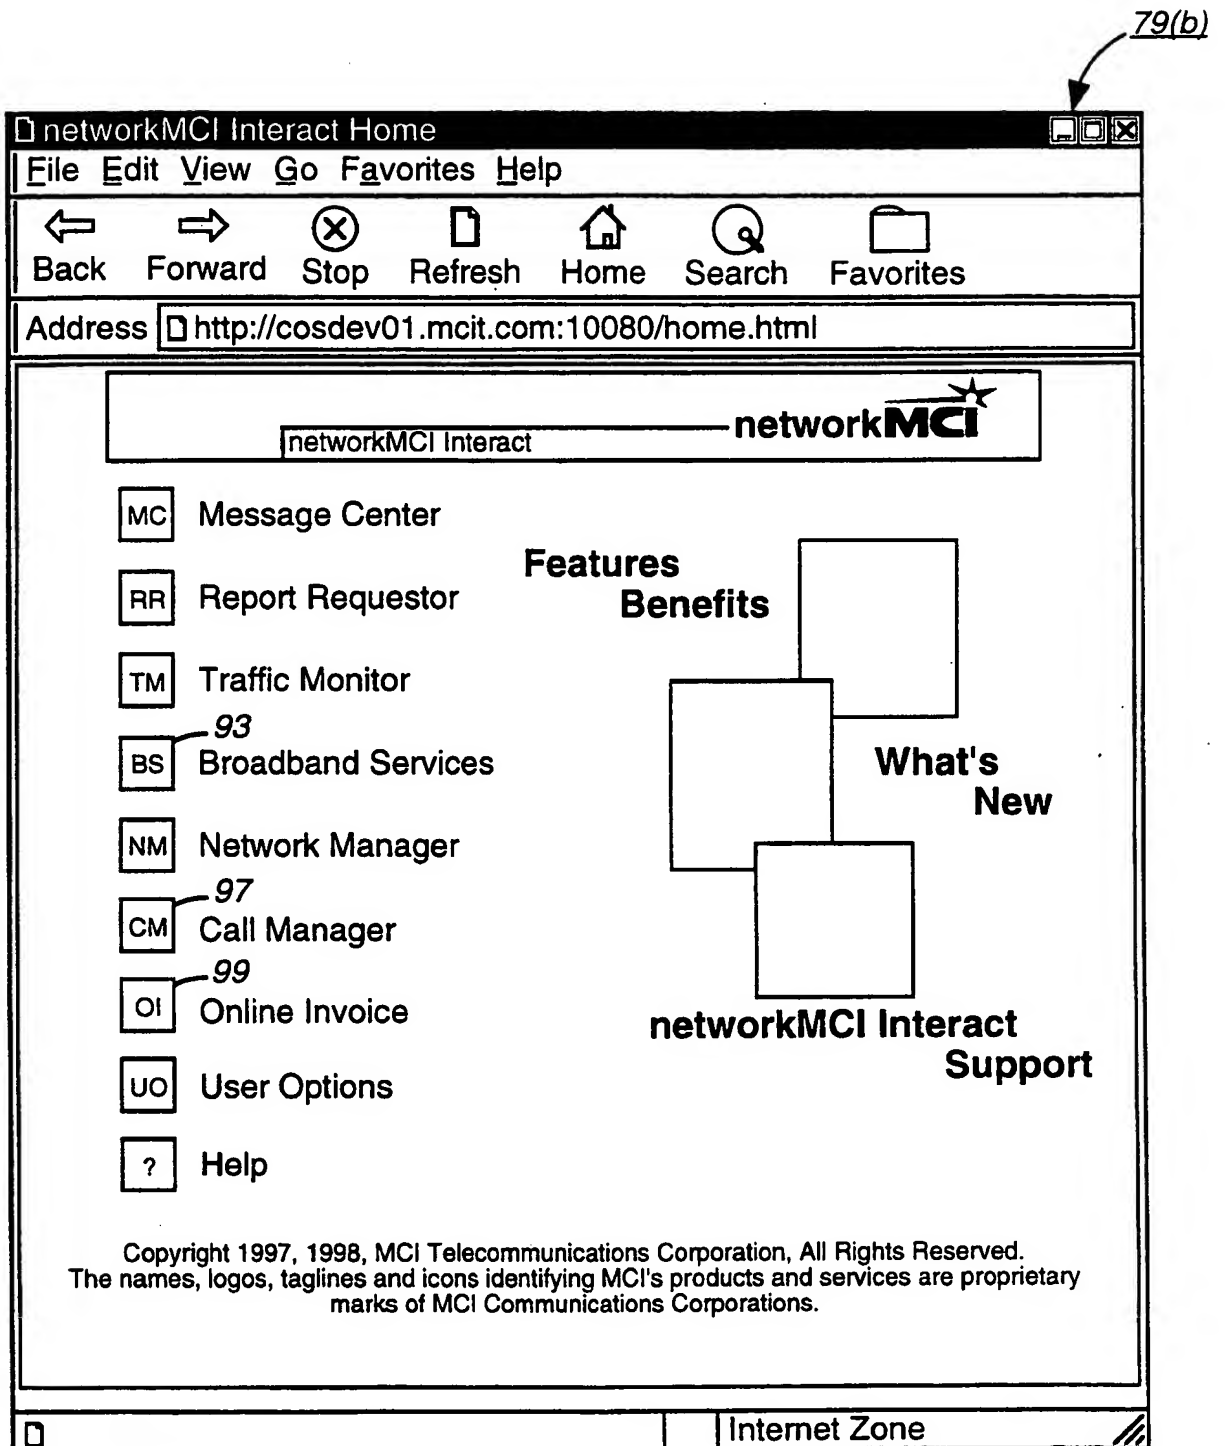 79(b)
networkMCI Interact Home
File Edit View Go Favorites Help
Back Forward Stop Refresh Home Search Favorites
Address http://cosdev01.mcit.com:10080/home.html
networkMCI Interact
networkMCI
MC Message Center
RR Report Requestor
TM Traffic Monitor
93
BS Broadband Services
NM Network Manager
97
CM Call Manager
99
OI Online Invoice
UO User Options
? Help
Features
Benefits
What's
New
networkMCI Interact
Support
Copyright 1997, 1998, MCI Telecommunications Corporation, All Rights Reserved.
The names, logos, taglines and icons identifying MCI's products and services are proprietary
marks of MCI Communications Corporations.
Internet Zone